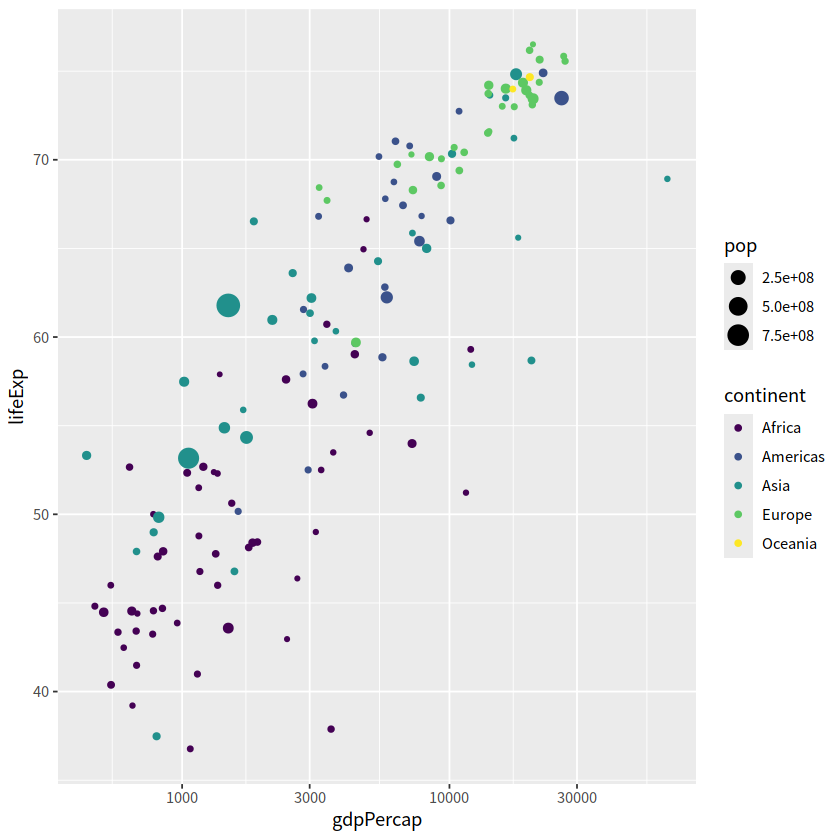 70
60
50
40
lifeExp
1000 3000 10000 30000
gdpPercap
pop
2.5e+08
5.0e+08
7.5e+08
continent
Africa
Americas
Asia
Europe
Oceania